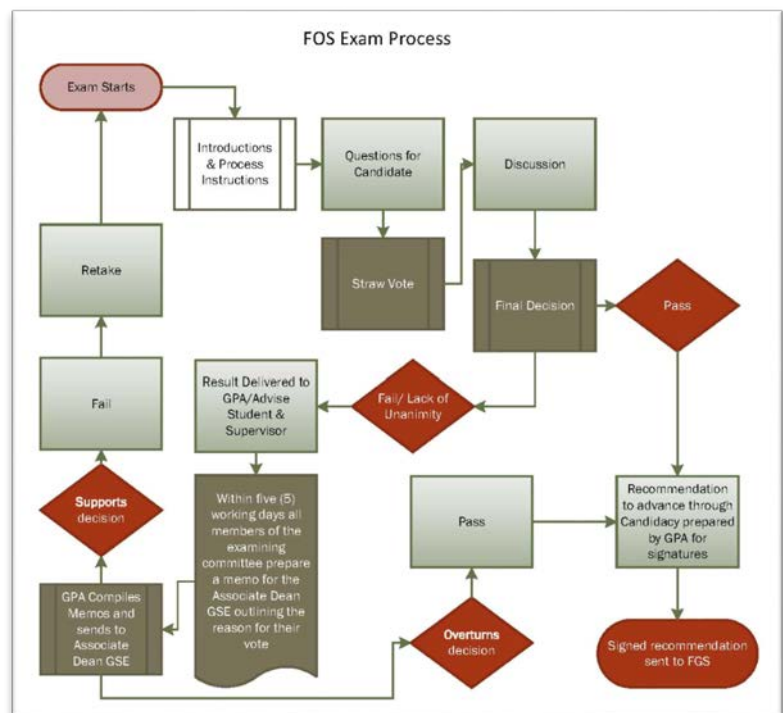 FOS Exam Process
Exam Starts
Introductions
& Process
Instructions
Questions for
Candidate
Discussion
Straw Vote
Final Decision
Pass
Fail/ Lack of
Unanimity
Result Delivered to
GPA/Advise
Student &
Supervisor
Within five (5)
working days all
members of the
examining
committee prepare
a memo for the
Associate Dean
GSE outlining the
reason for their
vote
GPA Compiles
Memos and
sends to
Associate
Dean GSE
Supports
decision
Fail
Retake
Overturns
decision
Pass
Recommendation
to advance through
Candidacy prepared
by GPA for
signatures
Signed recommendation
sent to FGS